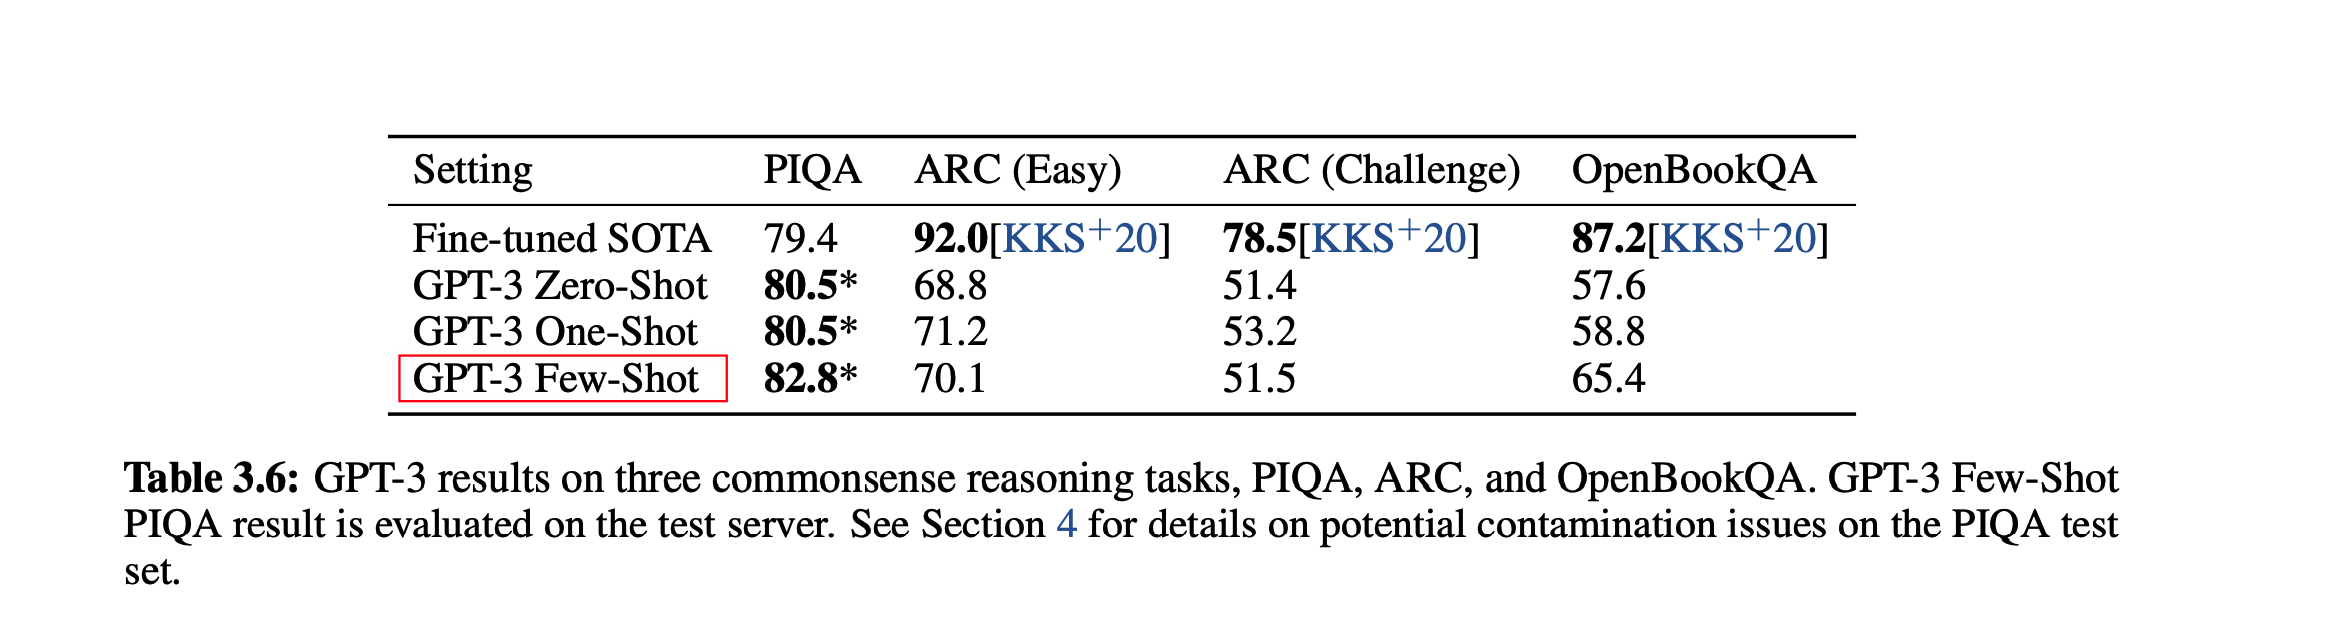 Setting PIQA ARC (Easy) ARC (Challenge) OpenBookQA
Fine-tuned SOTA 79.4 92.0[KKS+20] 78.5[KKS+20] 87.2[KKS+20]
GPT-3 Zero-Shot 80.5* 68.8 51.4 57.6
GPT-3 One-Shot 80.5* 71.2 53.2 58.8
GPT-3 Few-Shot 82.8* 70.1 51.5 65.4
Table 3.6: GPT-3 results on three commonsense reasoning tasks, PIQA, ARC, and OpenBookQA. GPT-3 Few-Shot
PIQA result is evaluated on the test server. See Section 4 for details on potential contamination issues on the PIQA test
set.